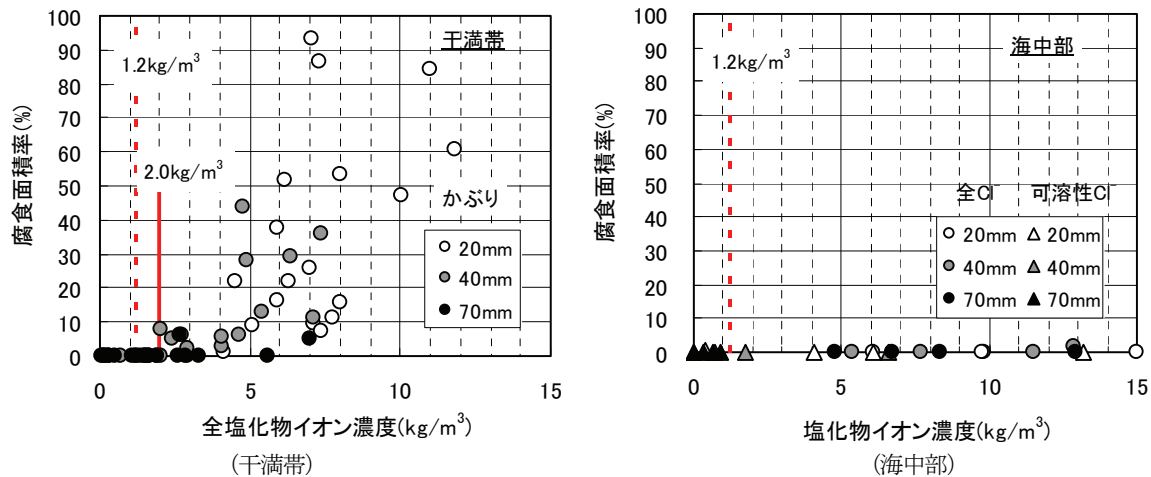 100
90
80
70
60
50
40
30
20
10
0
腐食面積率(%)
干満帯
1.2kg/m³
2.0kg/m³
かぶり
20mm
40mm
70mm
0 5 10 15
全塩化物イオン濃度(kg/m³)
(干満帯)
100
90
80
70
60
50
40
30
20
10
0
腐食面積率(%)
海中部
1.2kg/m³
全Cl⁻ 可溶性Cl⁻
20mm 20mm
40mm 40mm
70mm 70mm
0 5 10 15
塩化物イオン濃度(kg/m³)
(海中部)